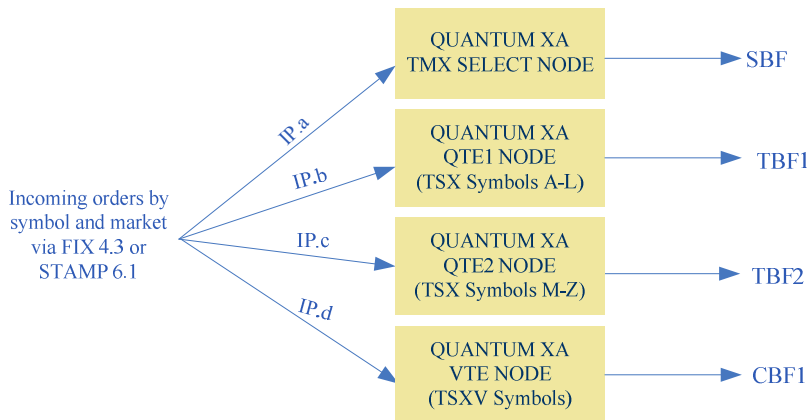 Incoming orders by
symbol and market
via FIX 4.3 or
STAMP 6.1
IP.a
IP.b
IP.c
IP.d
QUANTUM XA
TMX SELECT NODE
SBF
QUANTUM XA
QTE1 NODE
(TSX Symbols A-L)
TBF1
QUANTUM XA
QTE2 NODE
(TSX Symbols M-Z)
TBF2
QUANTUM XA
VTE NODE
(TSXV Symbols)
CBF1